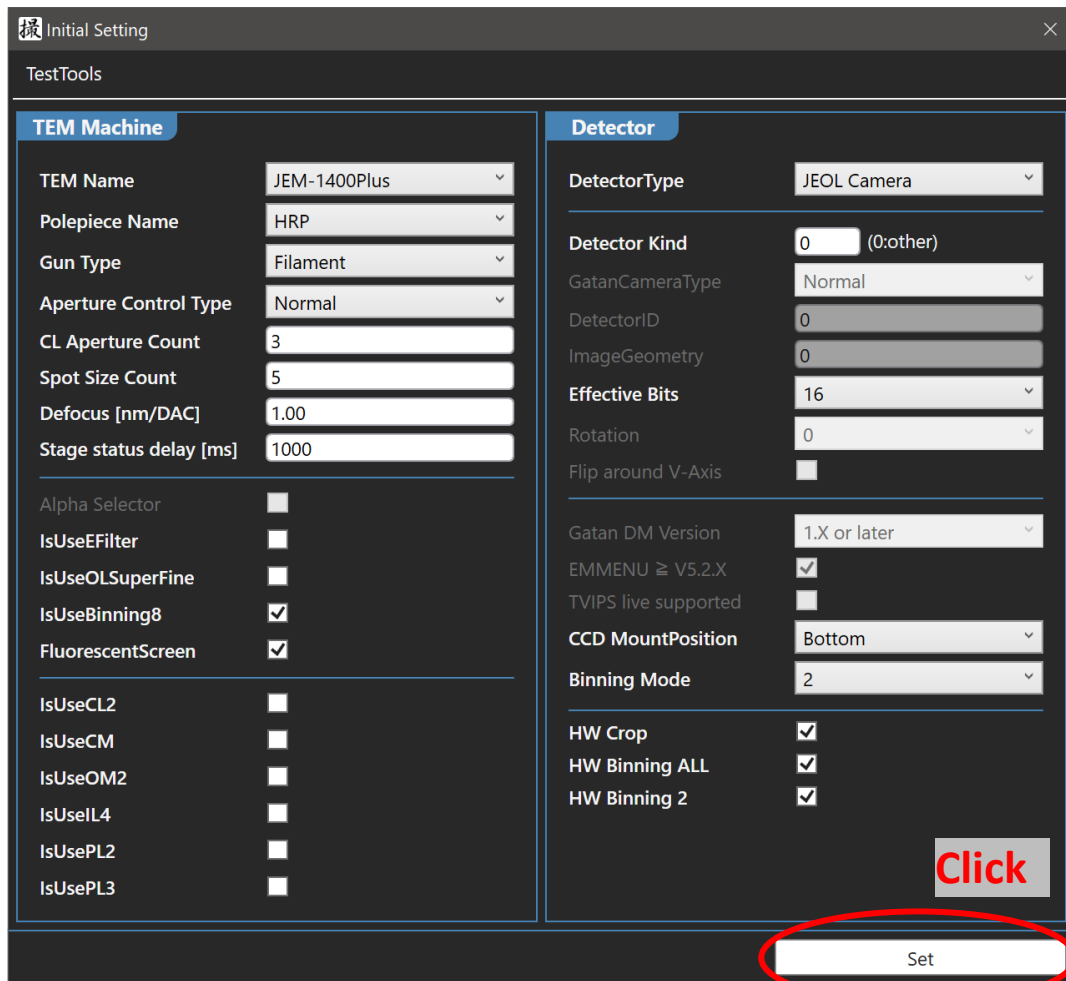 撮 Initial Setting
TestTools
TEM Machine
TEM Name JEM-1400Plus
Polepiece Name HRP
Gun Type Filament
Aperture Control Type Normal
CL Aperture Count 3
Spot Size Count 5
Defocus [nm/DAC] 1.00
Stage status delay [ms] 1000
Alpha Selector
IsUseEFilter
IsUseOLSuperFine
IsUseBinning8
FluorescentScreen
IsUseCL2
IsUseCM
IsUseOM2
IsUseIL4
IsUsePL2
IsUsePL3
Detector
DetectorType JEOL Camera
Detector Kind 0 (0:other)
GatanCameraType Normal
DetectorID 0
ImageGeometry 0
Effective Bits 16
Rotation 0
Flip around V-Axis
Gatan DM Version 1.X or later
EMMENU ≧ V5.2.X
TVIPS live supported
CCD MountPosition Bottom
Binning Mode 2
HW Crop
HW Binning ALL
HW Binning 2
Click
Set